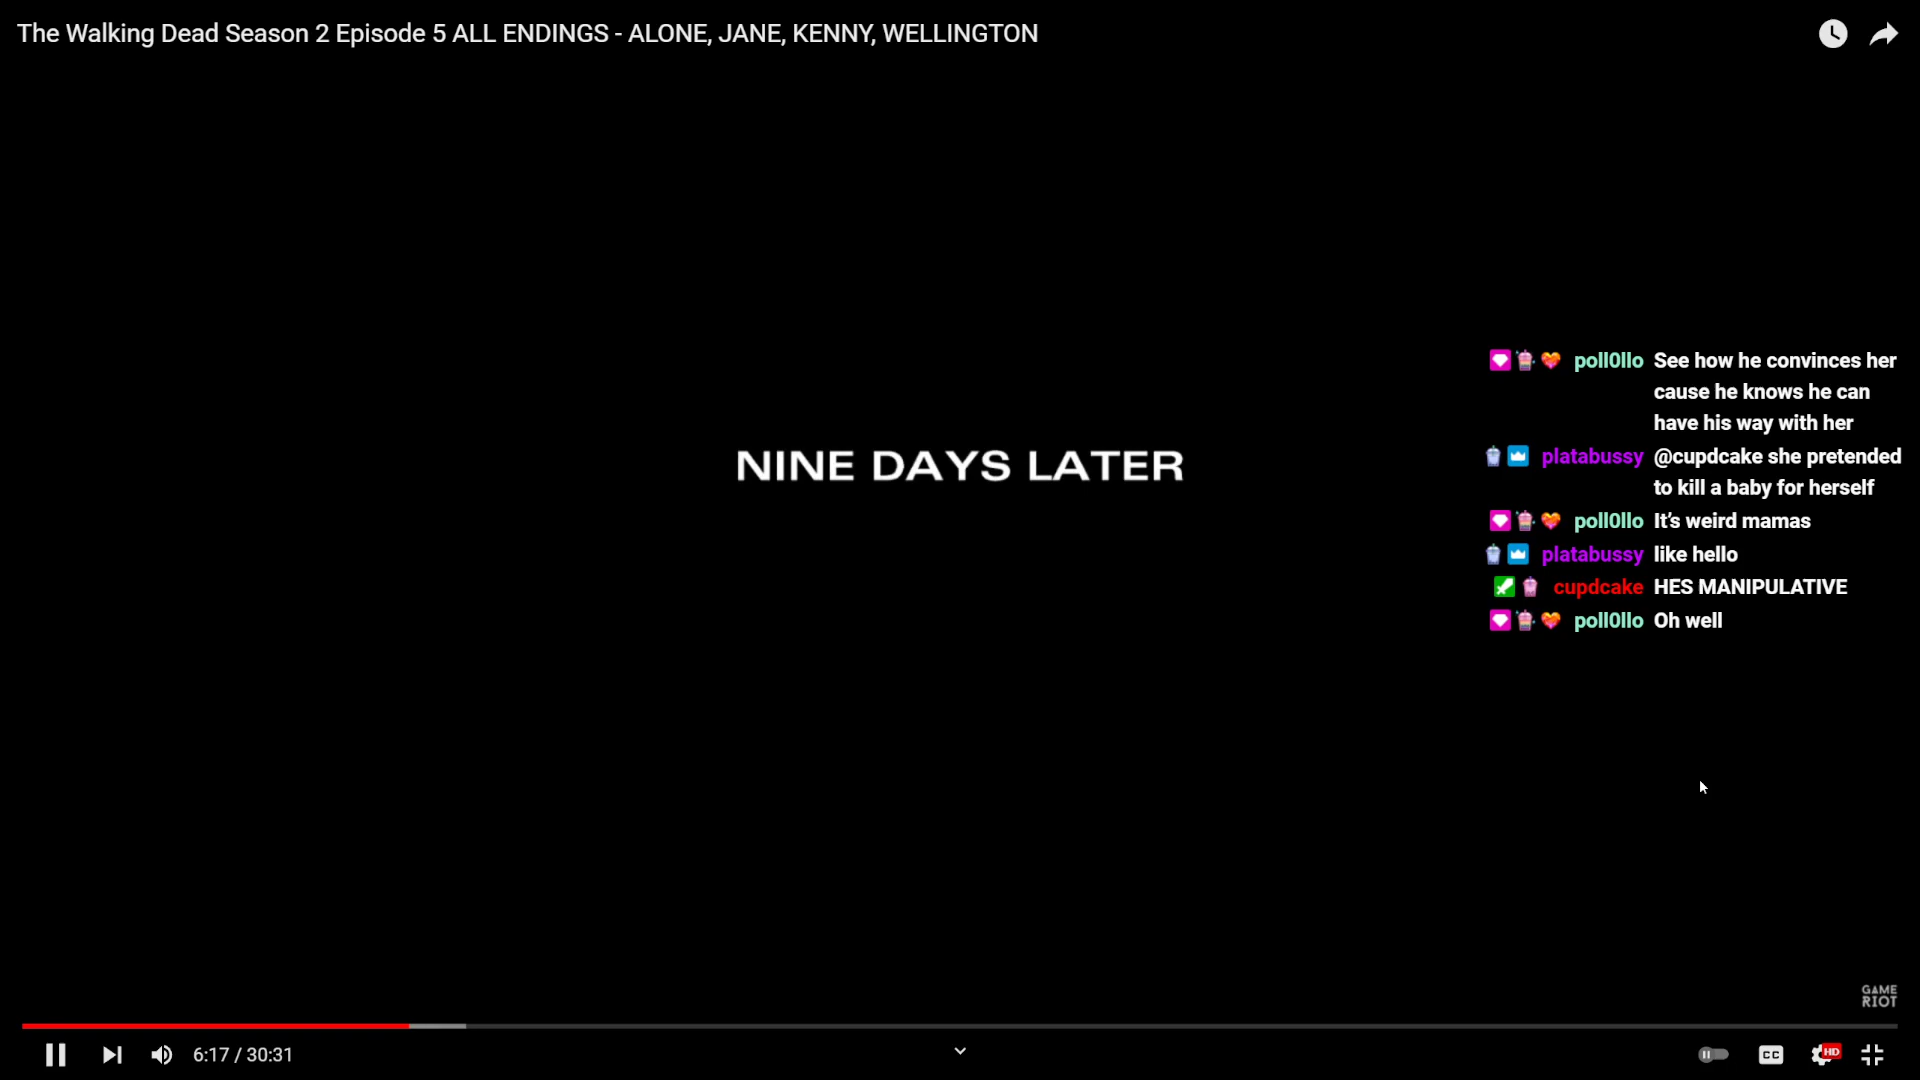 The Walking Dead Season 2 Episode 5 ALL ENDINGS - ALONE, JANE, KENNY, WELLINGTON
NINE DAYS LATER
poll0llo See how he convinces her
cause he knows he can
have his way with her
platabussy @cupdcake she pretended
to kill a baby for herself
poll0llo It's weird mamas
platabussy like hello
cupdcake HES MANIPULATIVE
poll0llo Oh well
GAME
RIOT
6:17 / 30:31
CC
HD